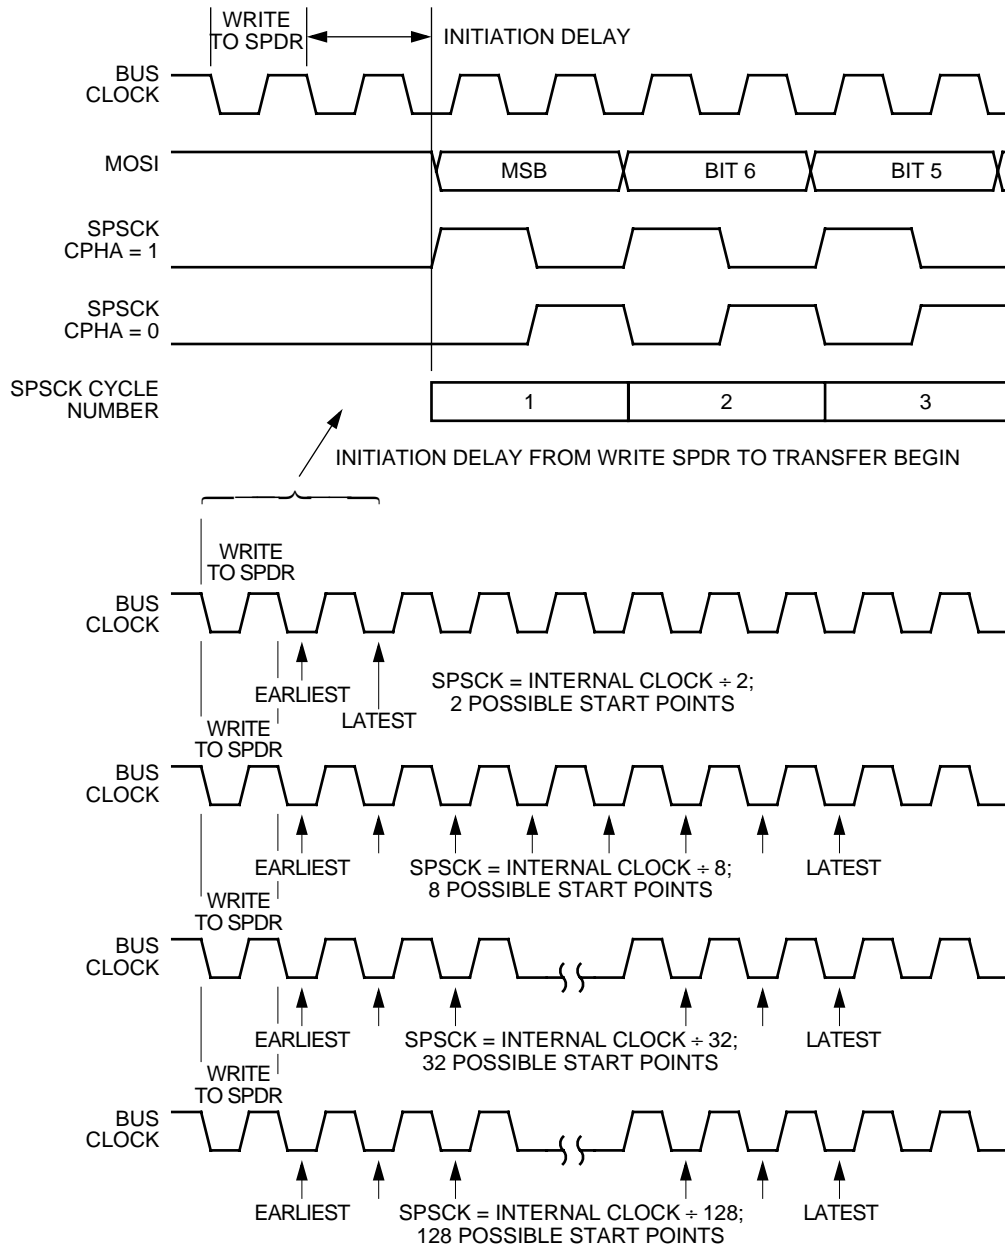 WRITE
TO SPDR
INITIATION DELAY
BUS
CLOCK
MOSI
MSB
BIT 6
BIT 5
SPSCK
CPHA = 1
SPSCK
CPHA = 0
SPSCK CYCLE
NUMBER
1
2
3
INITIATION DELAY FROM WRITE SPDR TO TRANSFER BEGIN
WRITE
TO SPDR
BUS
CLOCK
EARLIEST
LATEST
SPSCK = INTERNAL CLOCK ÷ 2;
2 POSSIBLE START POINTS
WRITE
TO SPDR
BUS
CLOCK
EARLIEST
SPSCK = INTERNAL CLOCK ÷ 8;
8 POSSIBLE START POINTS
LATEST
WRITE
TO SPDR
BUS
CLOCK
EARLIEST
SPSCK = INTERNAL CLOCK ÷ 32;
32 POSSIBLE START POINTS
LATEST
WRITE
TO SPDR
BUS
CLOCK
EARLIEST
SPSCK = INTERNAL CLOCK ÷ 128;
128 POSSIBLE START POINTS
LATEST